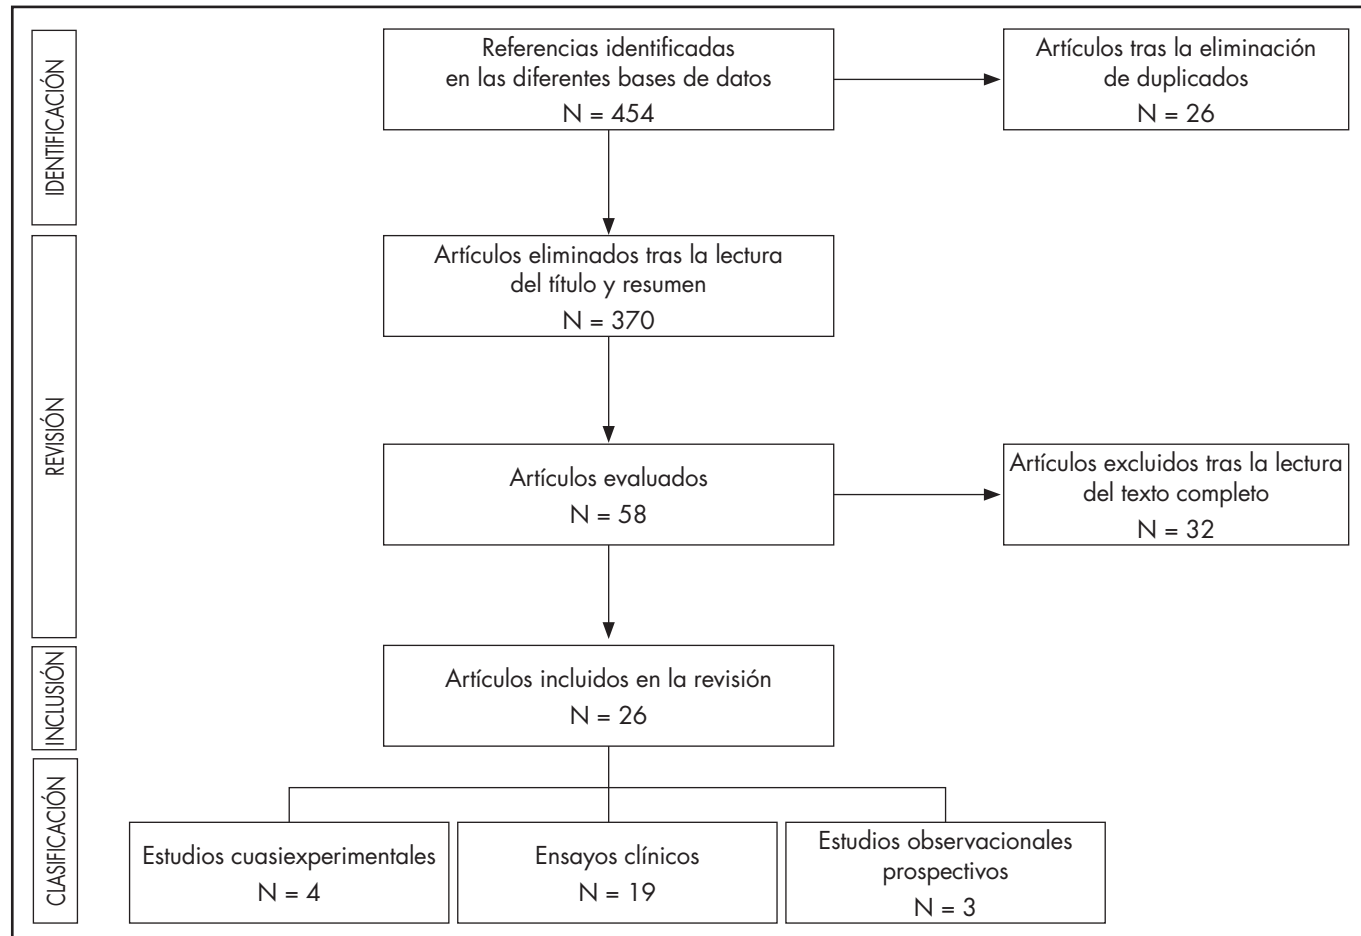 IDENTIFICACIÓN
Referencias identificadas
en las diferentes bases de datos
N = 454
Artículos tras la eliminación
de duplicados
N = 26
REVISIÓN
Artículos eliminados tras la lectura
del título y resumen
N = 370
Artículos evaluados
N = 58
Artículos excluidos tras la lectura
del texto completo
N = 32
INCLUSIÓN
Artículos incluidos en la revisión
N = 26
CLASIFICACIÓN
Estudios cuasiexperimentales
N = 4
Ensayos clínicos
N = 19
Estudios observacionales
prospectivos
N = 3